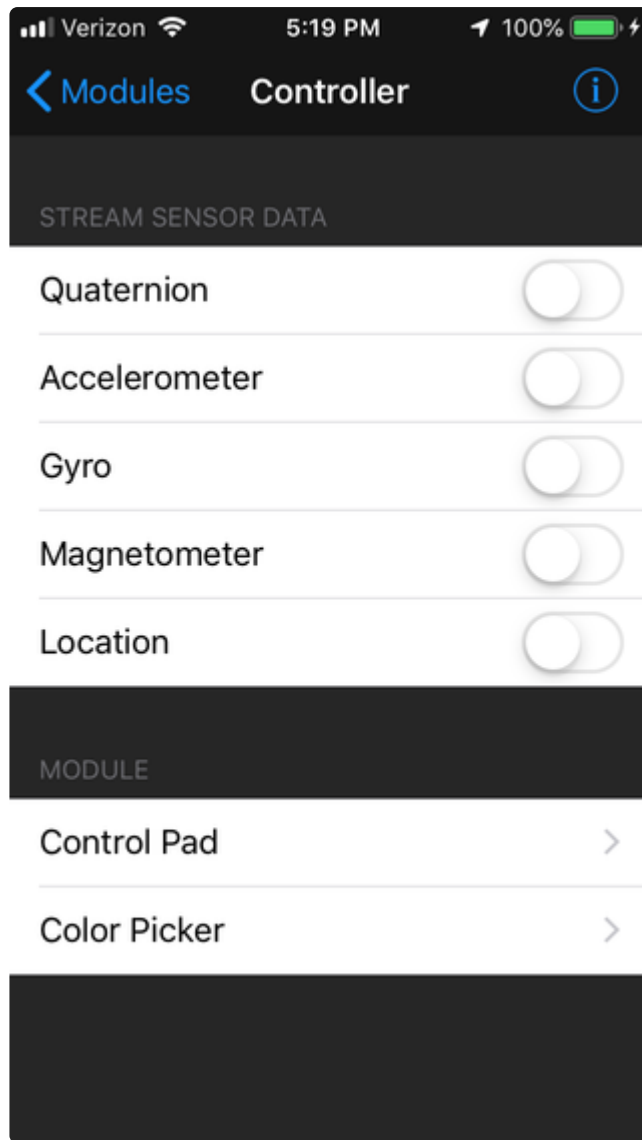 Verizon 5:19 PM 100%
Modules Controller i
STREAM SENSOR DATA
Quaternion
Accelerometer
Gyro
Magnetometer
Location
MODULE
Control Pad
Color Picker